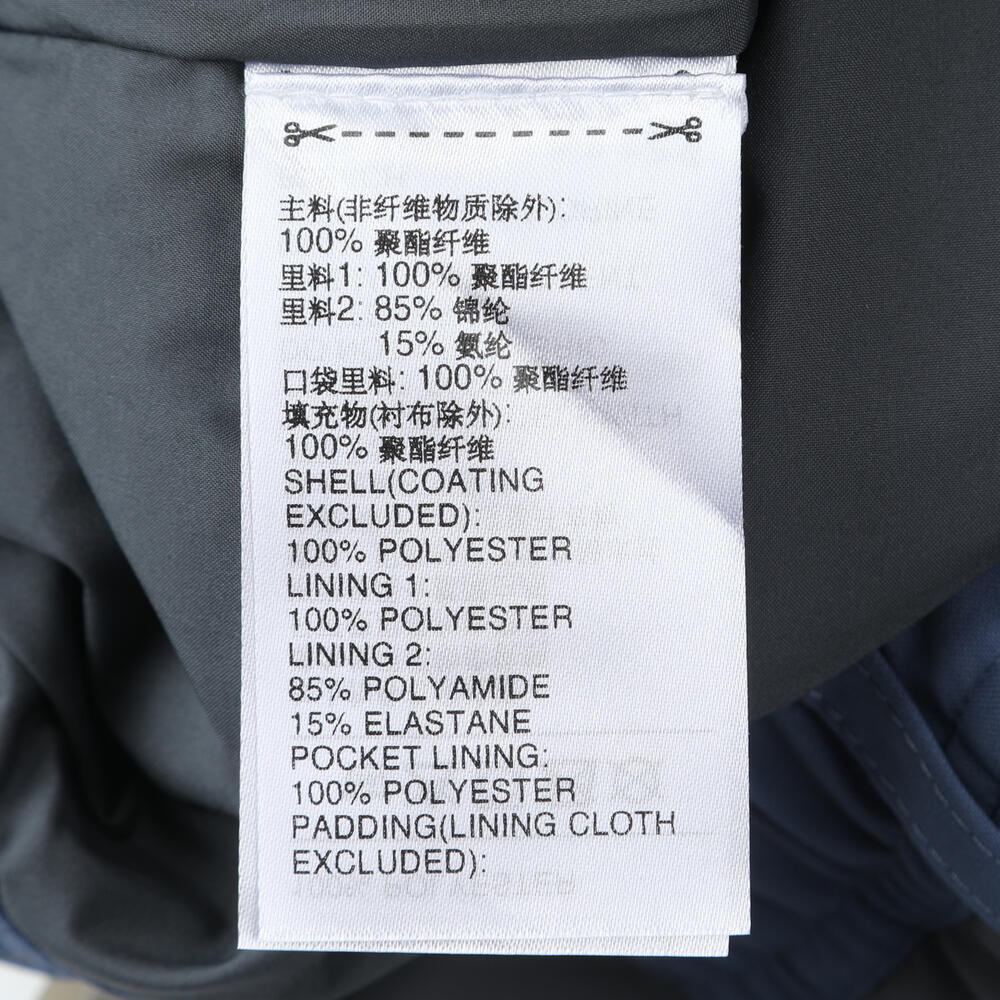 主料(非纤维物质除外):
100% 聚酯纤维
里料1: 100% 聚酯纤维
里料2: 85% 锦纶
15% 氨纶
口袋里料: 100% 聚酯纤维
填充物(衬布除外):
100% 聚酯纤维
SHELL(COATING
EXCLUDED):
100% POLYESTER
LINING 1:
100% POLYESTER
LINING 2:
85% POLYAMIDE
15% ELASTANE
POCKET LINING:
100% POLYESTER
PADDING(LINING CLOTH
EXCLUDED):